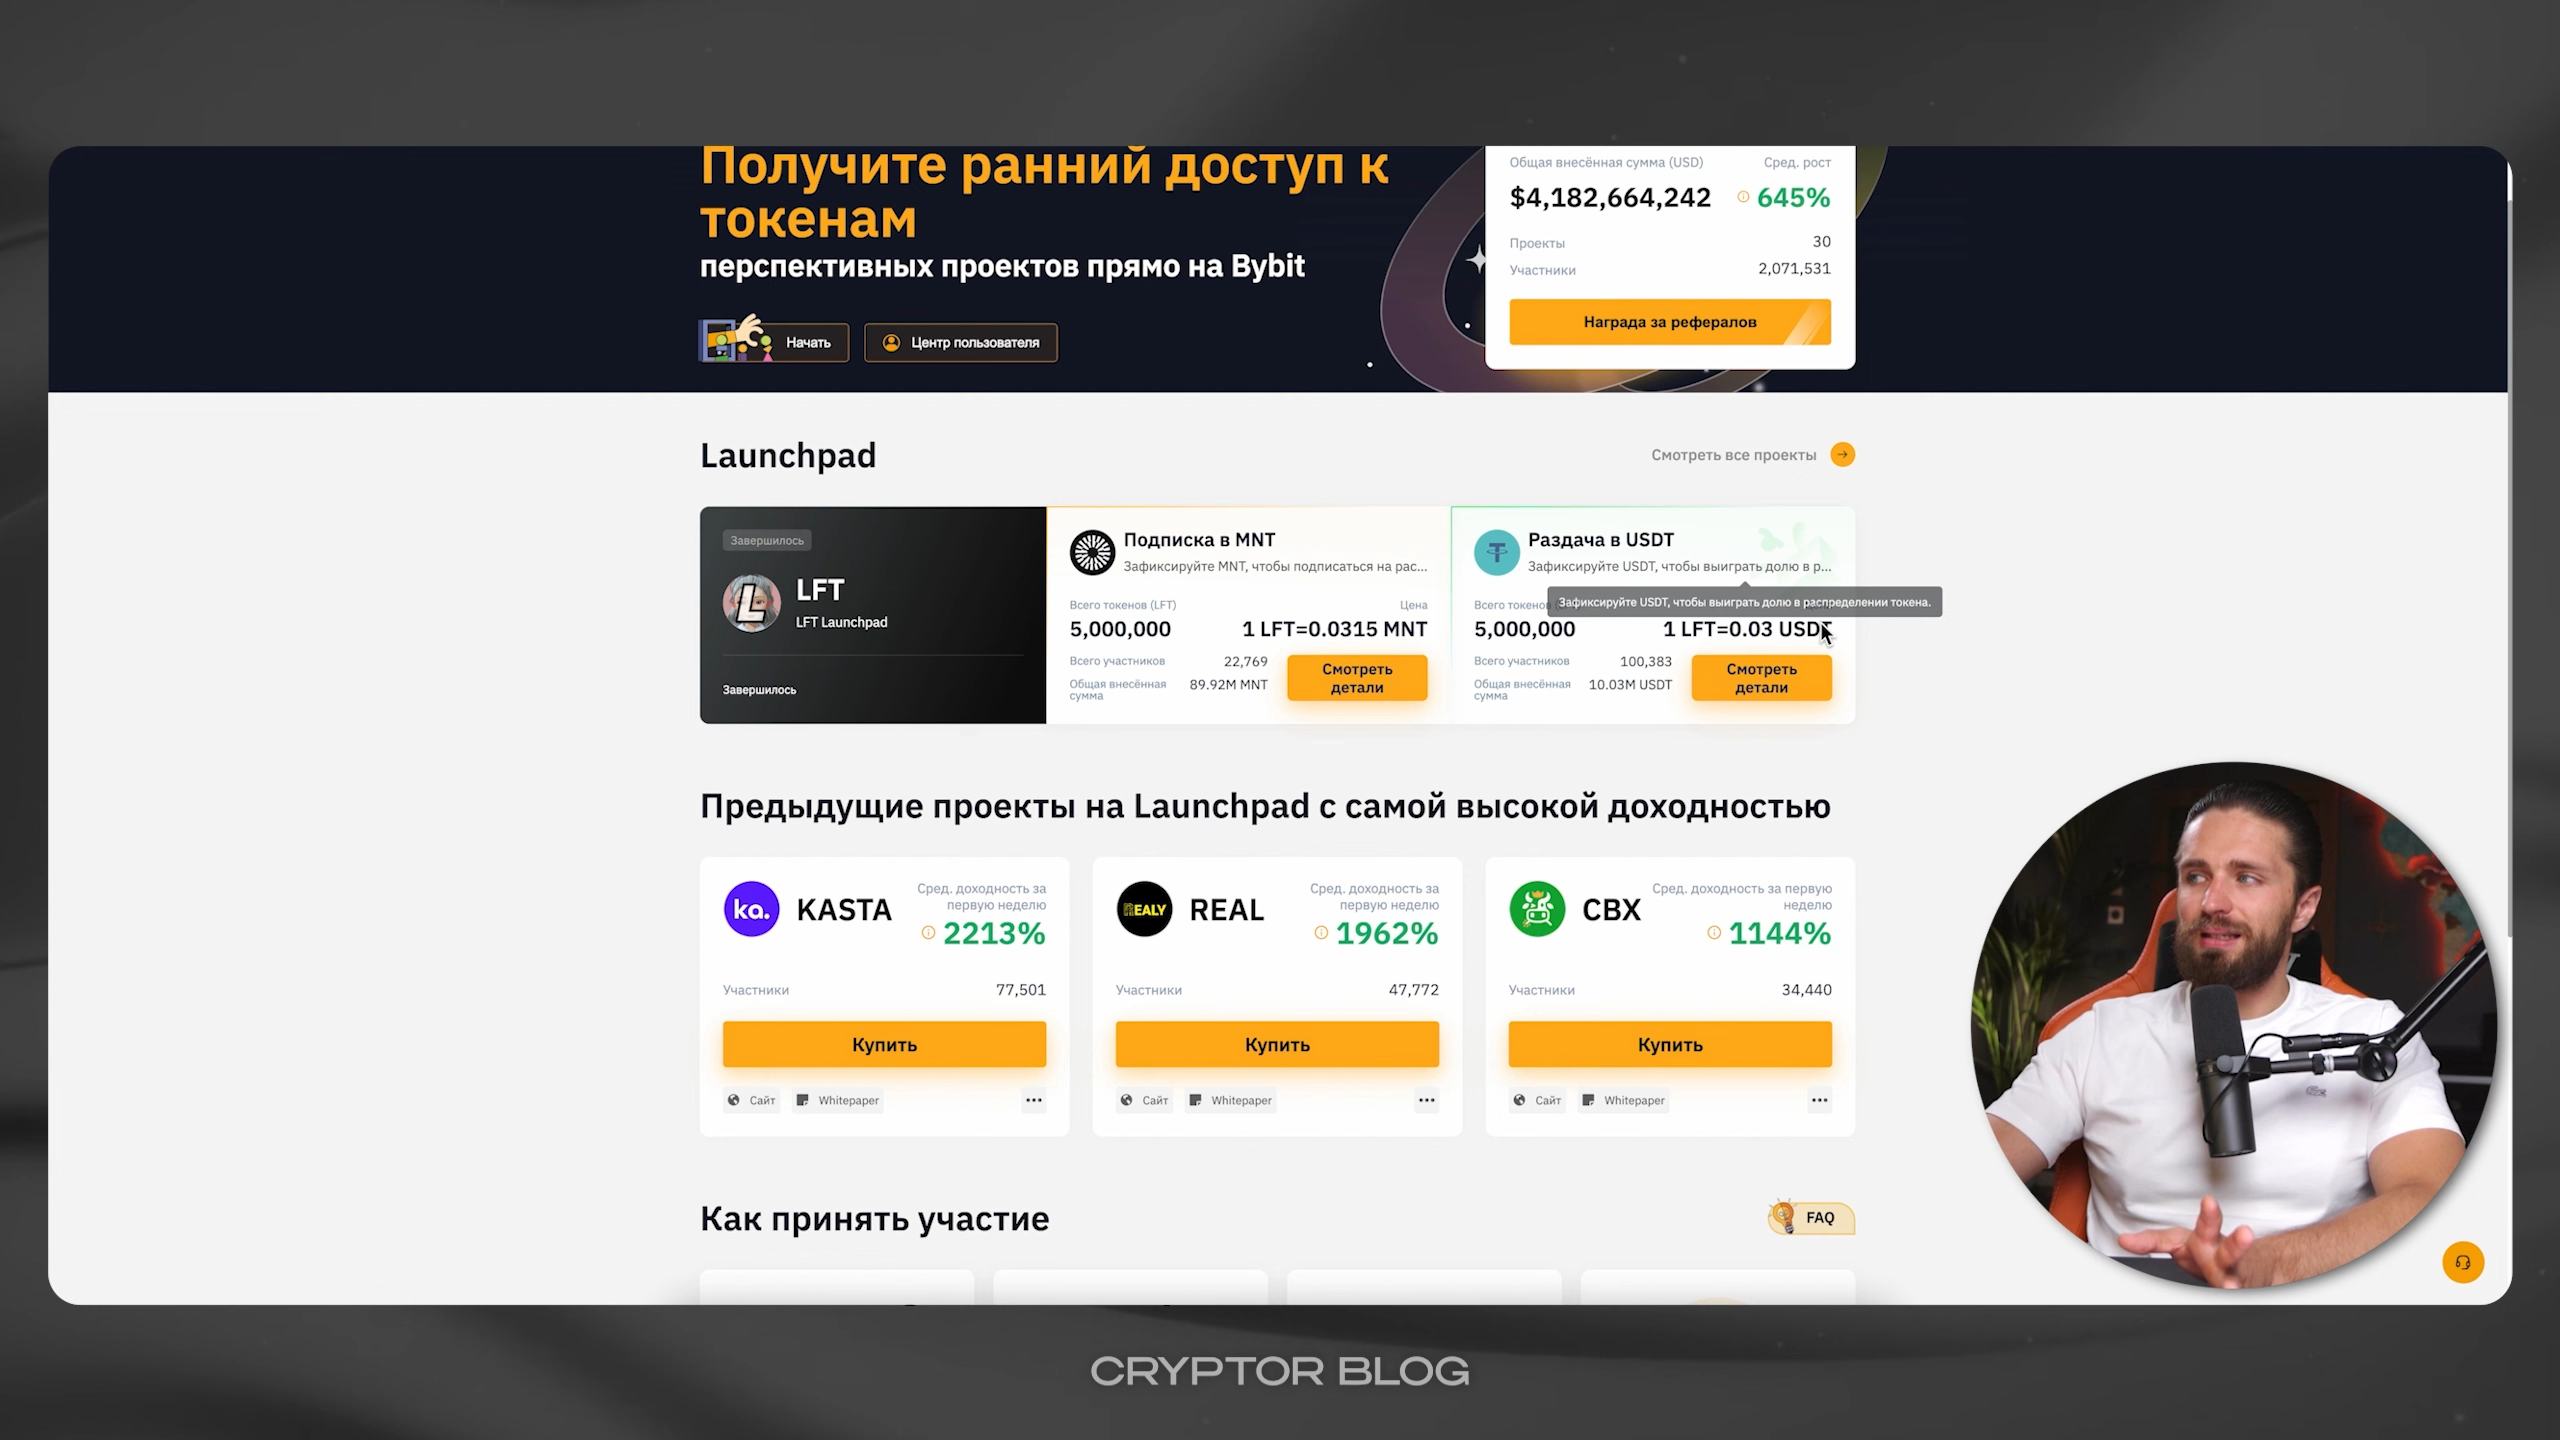 Получите ранний доступ к
токенам
перспективных проектов прямо на Bybit
Начать
Центр пользователя
Общая внесённая сумма (USD)
Сред. рост
$4,182,664,242
645%
Проекты
30
Участники
2,071,531
Награда за рефералов
Launchpad
Смотреть все проекты
Завершилось
LFT
LFT Launchpad
Завершилось
Подписка в MNT
Зафиксируйте MNT, чтобы подписаться на рас...
Всего токенов (LFT)
Цена
5,000,000
1 LFT=0.0315 MNT
Всего участников
22,769
Общая внесённая
сумма
89.92M MNT
Смотреть
детали
Раздача в USDT
Зафиксируйте USDT, чтобы выиграть долю в р...
Зафиксируйте USDT, чтобы выиграть долю в распределении токена.
Всего токенов
5,000,000
1 LFT=0.03 USDT
Всего участников
100,383
Общая внесённая
сумма
10.03M USDT
Смотреть
детали
Предыдущие проекты на Launchpad с самой высокой доходностью
ka.
KASTA
Сред. доходность за
первую неделю
2213%
Участники
77,501
Купить
Сайт
Whitepaper
REALY
REAL
Сред. доходность за
первую неделю
1962%
Участники
47,772
Купить
Сайт
Whitepaper
CBX
Сред. доходность за первую
неделю
1144%
Участники
34,440
Купить
Сайт
Whitepaper
Как принять участие
FAQ
CRYPTOR BLOG